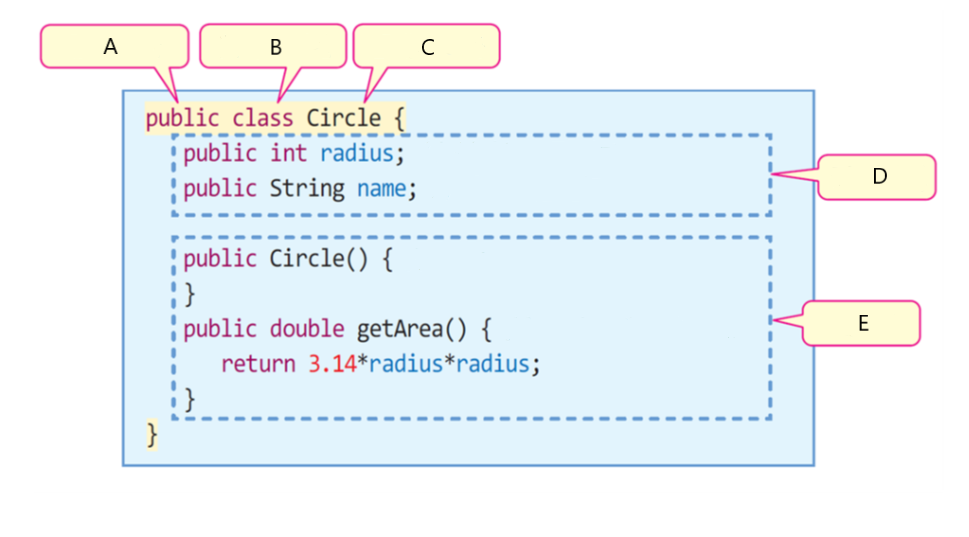 A
B
C
public class Circle {
public int radius;
public String name;
D
public Circle() {
}
public double getArea() {
return 3.14*radius*radius;
}
E
}